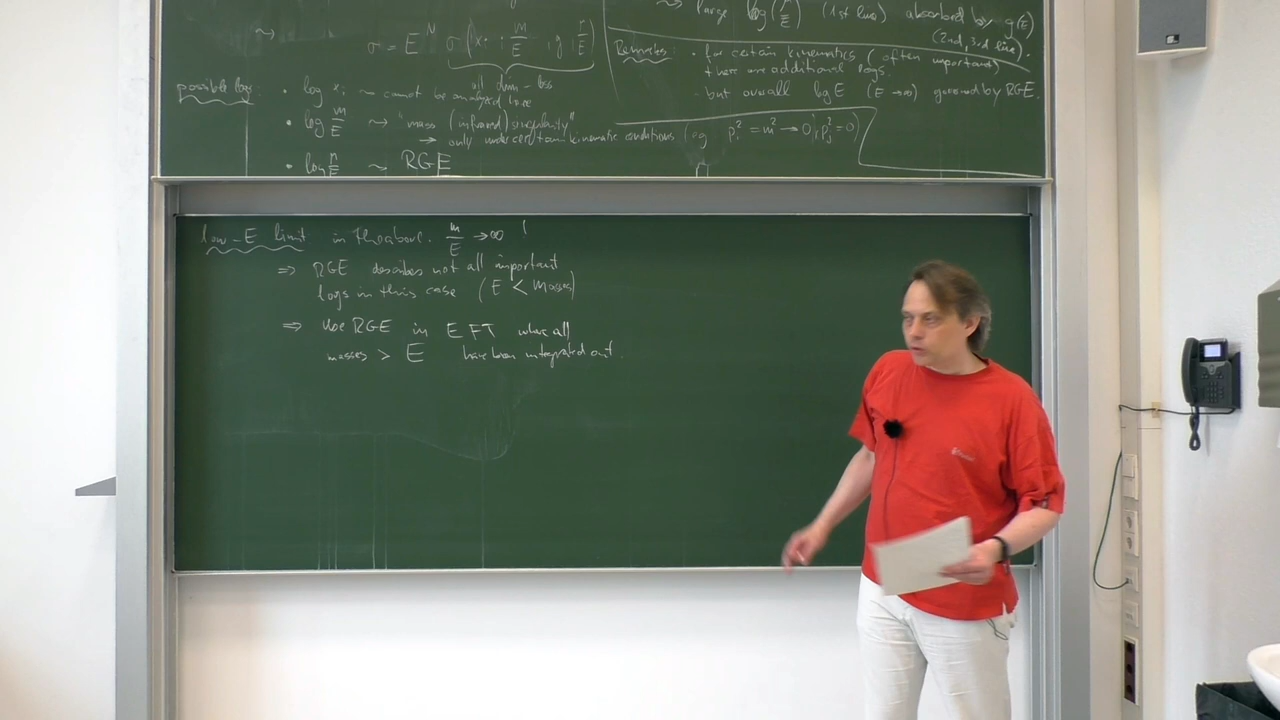 ~> large log(μ/E) (1st line) absorbed by g(E)
(2nd, 3rd line).
~> σ = E^N σ(x_i, m/E, g, μ/E)
all dim-less
Remarks: • for certain kinematics (often important)
there are additional logs.
- but overall log E (E→∞) governed by RGE.
possible logs: • log x_i ~> cannot be analyzed here
• log m/E ~> "mass (infrared) singularity"
→ only under certain kinematic conditions (e.g. p_i² = m² → 0, p_j² = 0)
• log μ/E ~> RGE
low-E limit in the above. m/E → ∞ !
⇒ RGE describes not all important
logs in this case (E < Masses)
⇒ Use RGE in EFT where all
masses > E have been integrated out.